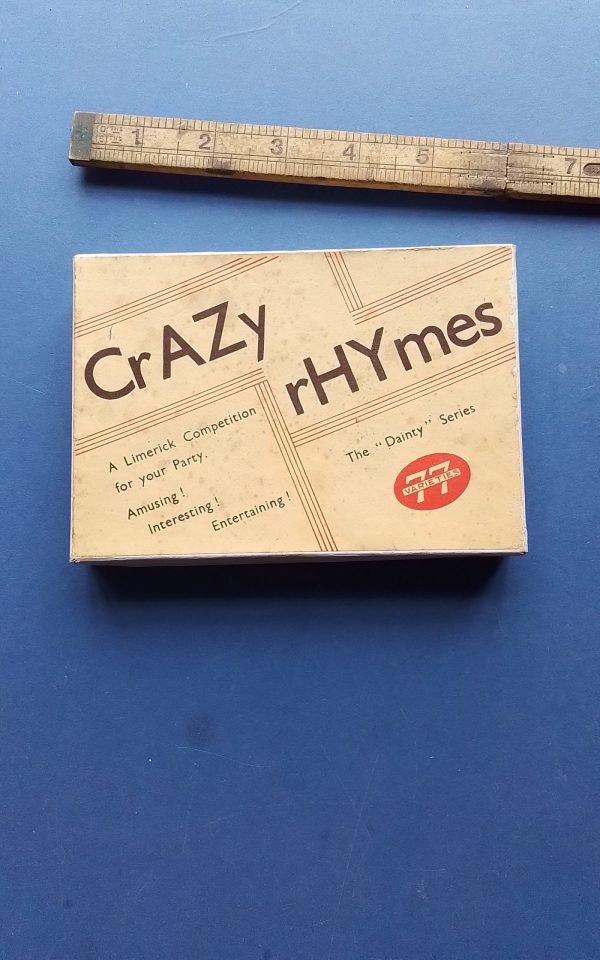 1 2 3 4 5 7
CrAZy
rHYmes
A Limerick Competition
for your Party.
Amusing!
Interesting!
Entertaining!
The "Dainty" Series
77
VARIETIES